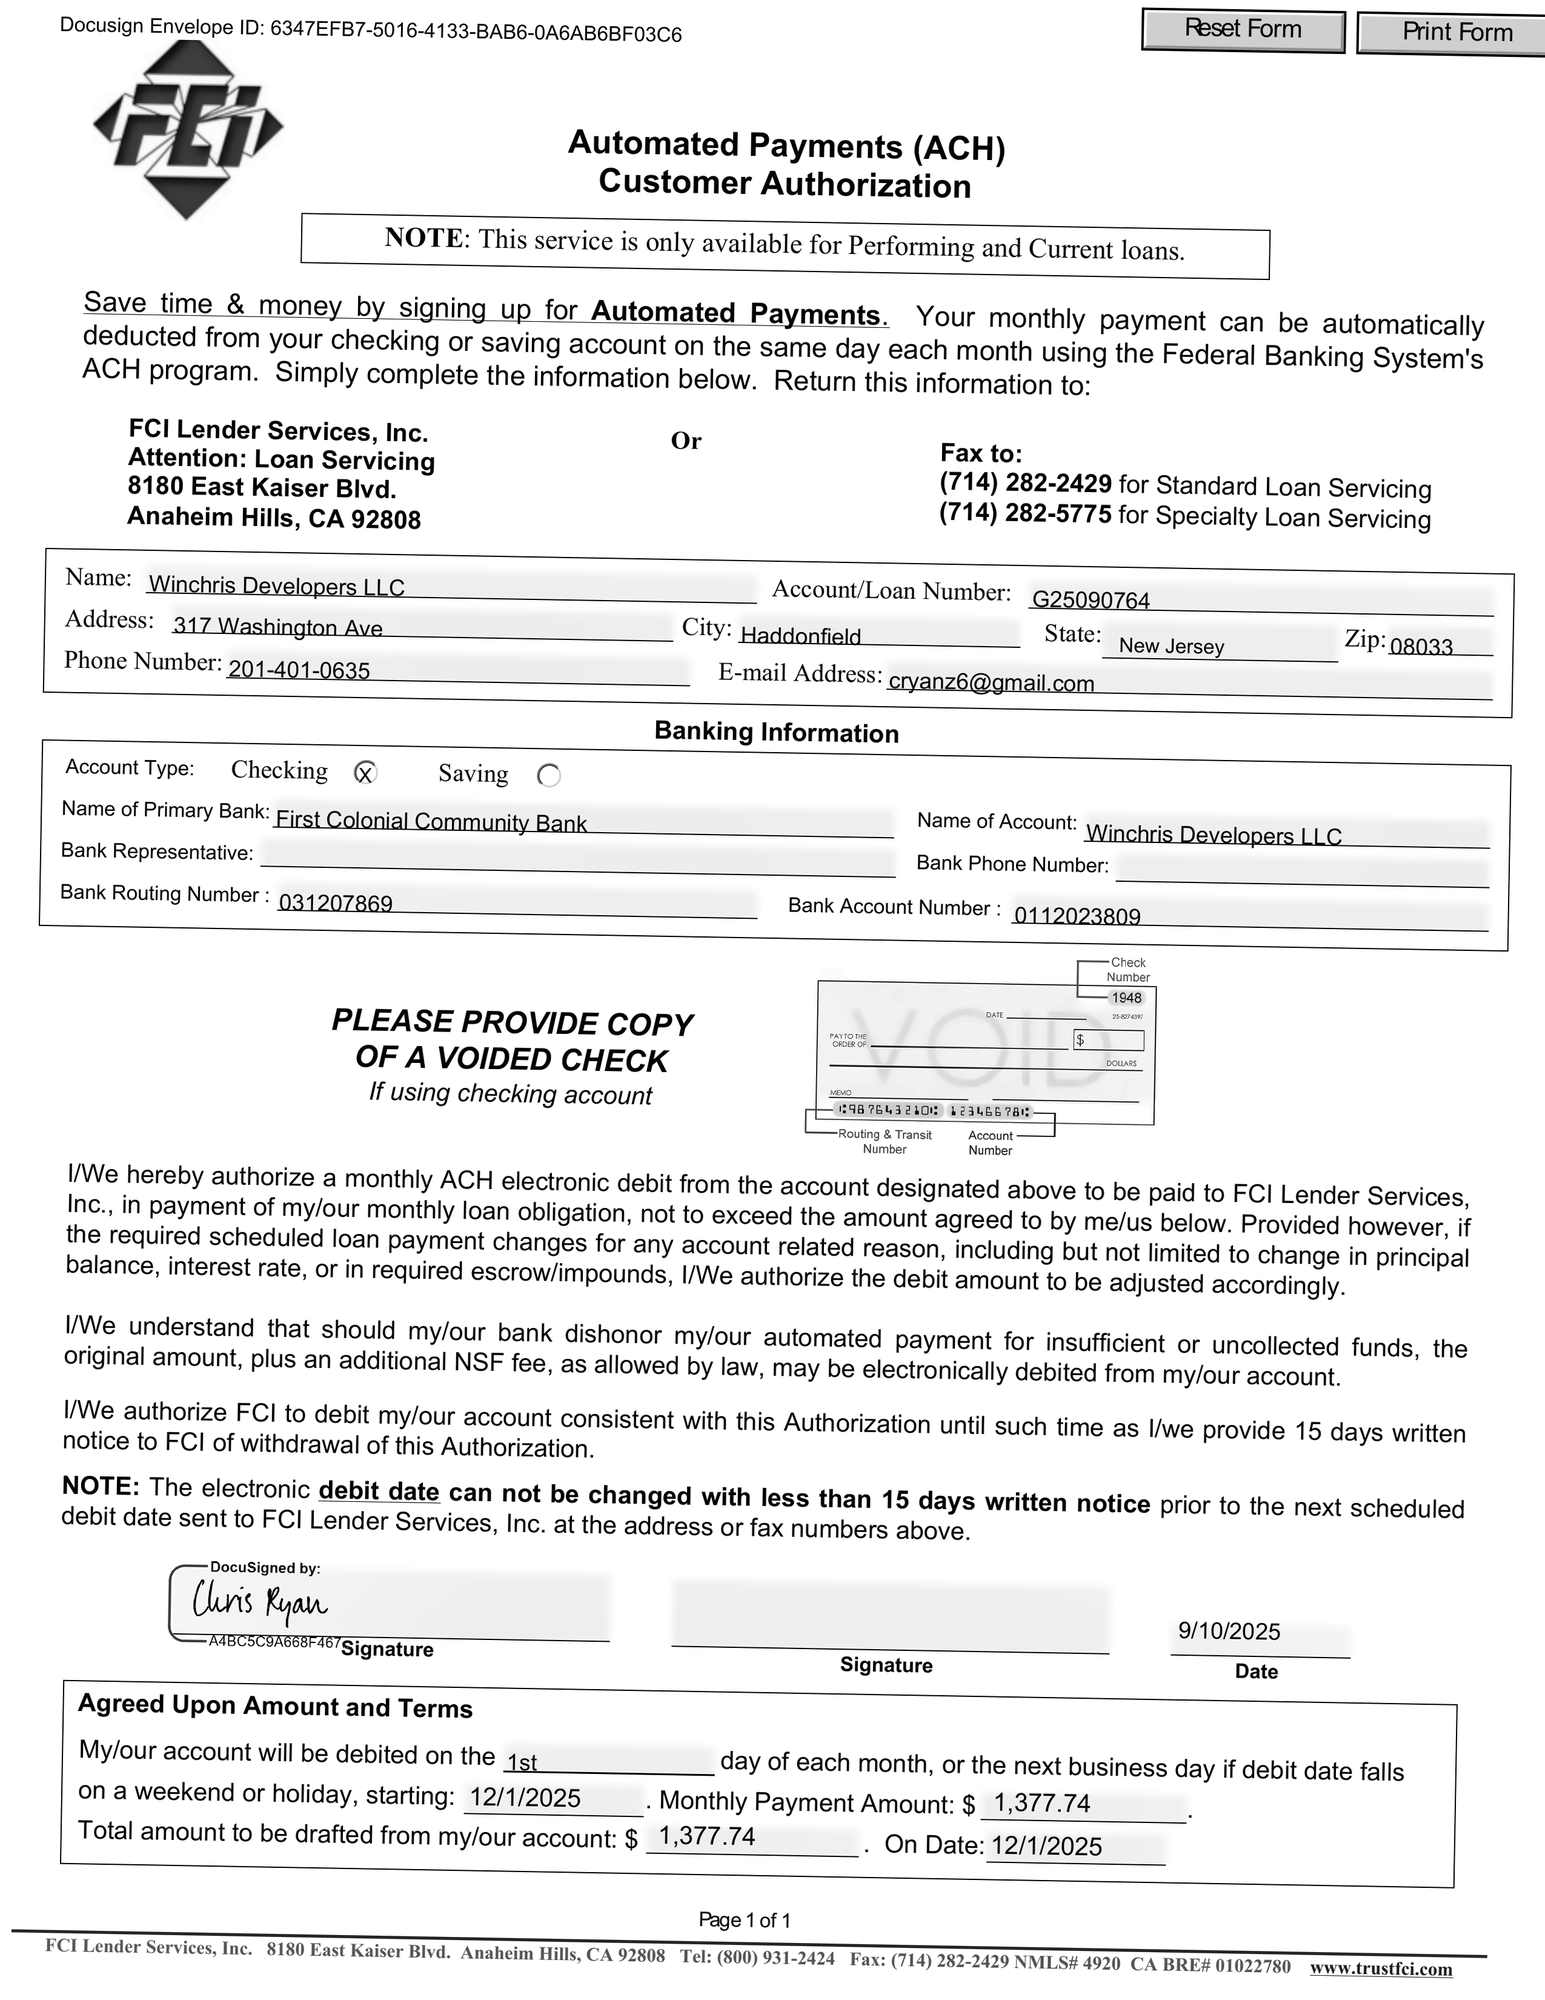 Docusign Envelope ID: 6347EFB7-5016-4133-BAB6-0A6AB6BF03C6
Reset Form Print Form
FCi
Automated Payments (ACH)
Customer Authorization
NOTE: This service is only available for Performing and Current loans.
Save time & money by signing up for Automated Payments. Your monthly payment can be automatically
deducted from your checking or saving account on the same day each month using the Federal Banking System's
ACH program. Simply complete the information below. Return this information to:
FCI Lender Services, Inc.
Attention: Loan Servicing
8180 East Kaiser Blvd.
Anaheim Hills, CA 92808
Or
Fax to:
(714) 282-2429 for Standard Loan Servicing
(714) 282-5775 for Specialty Loan Servicing
Name: Winchris Developers LLC Account/Loan Number: G25090764
Address: 317 Washington Ave City: Haddonfield State: New Jersey Zip: 08033
Phone Number: 201-401-0635 E-mail Address: cryanz6@gmail.com
Banking Information
Account Type: Checking X Saving
Name of Primary Bank: First Colonial Community Bank Name of Account: Winchris Developers LLC
Bank Representative: Bank Phone Number:
Bank Routing Number : 031207869 Bank Account Number : 0112023809
PLEASE PROVIDE COPY
OF A VOIDED CHECK
If using checking account
Check
Number
1948
DATE 25-8274397
PAY TO THE
ORDER OF $
VOID
DOLLARS
MEMO
⑆987654321０⑆ 12346678⑆
Routing & Transit
Number
Account
Number
I/We hereby authorize a monthly ACH electronic debit from the account designated above to be paid to FCI Lender Services,
Inc., in payment of my/our monthly loan obligation, not to exceed the amount agreed to by me/us below. Provided however, if
the required scheduled loan payment changes for any account related reason, including but not limited to change in principal
balance, interest rate, or in required escrow/impounds, I/We authorize the debit amount to be adjusted accordingly.
I/We understand that should my/our bank dishonor my/our automated payment for insufficient or uncollected funds, the
original amount, plus an additional NSF fee, as allowed by law, may be electronically debited from my/our account.
I/We authorize FCI to debit my/our account consistent with this Authorization until such time as I/we provide 15 days written
notice to FCI of withdrawal of this Authorization.
NOTE: The electronic debit date can not be changed with less than 15 days written notice prior to the next scheduled
debit date sent to FCI Lender Services, Inc. at the address or fax numbers above.
DocuSigned by:
Chris Ryan
A4BC5C9A668F467 Signature
Signature
9/10/2025
Date
Agreed Upon Amount and Terms
My/our account will be debited on the 1st day of each month, or the next business day if debit date falls
on a weekend or holiday, starting: 12/1/2025 . Monthly Payment Amount: $ 1,377.74 .
Total amount to be drafted from my/our account: $ 1,377.74 . On Date: 12/1/2025
Page 1 of 1
FCI Lender Services, Inc. 8180 East Kaiser Blvd. Anaheim Hills, CA 92808 Tel: (800) 931-2424 Fax: (714) 282-2429 NMLS# 4920 CA BRE# 01022780 www.trustfci.com